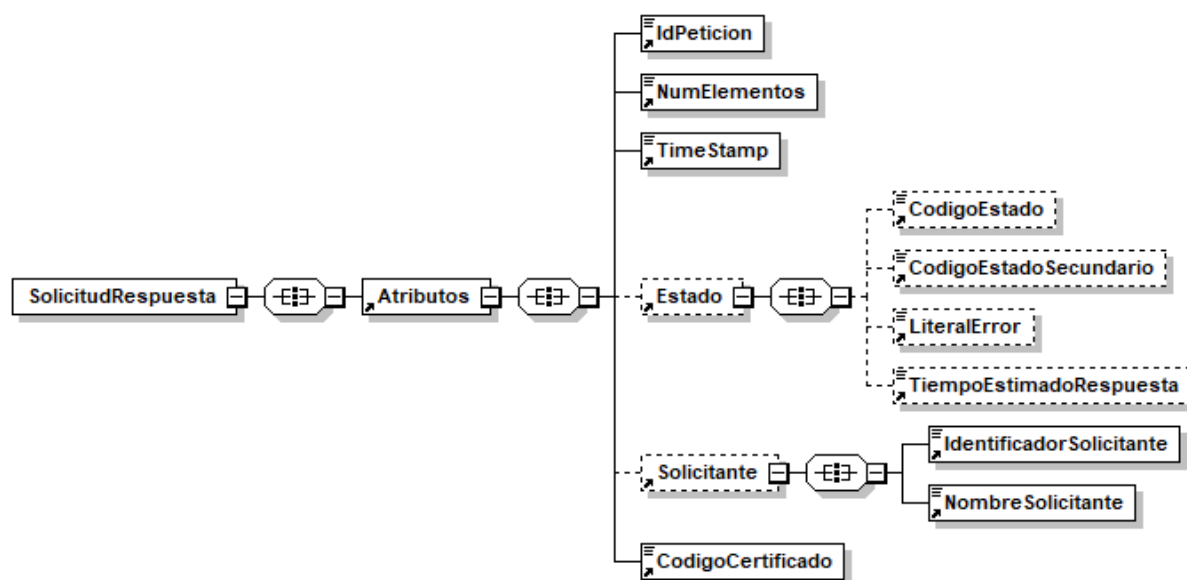 IdPeticion
NumElementos
TimeStamp
CodigoEstado
CodigoEstadoSecundario
SolicitudRespuesta
Atributos
Estado
LiteralError
TiempoEstimadoRespuesta
IdentificadorSolicitante
Solicitante
NombreSolicitante
CodigoCertificado